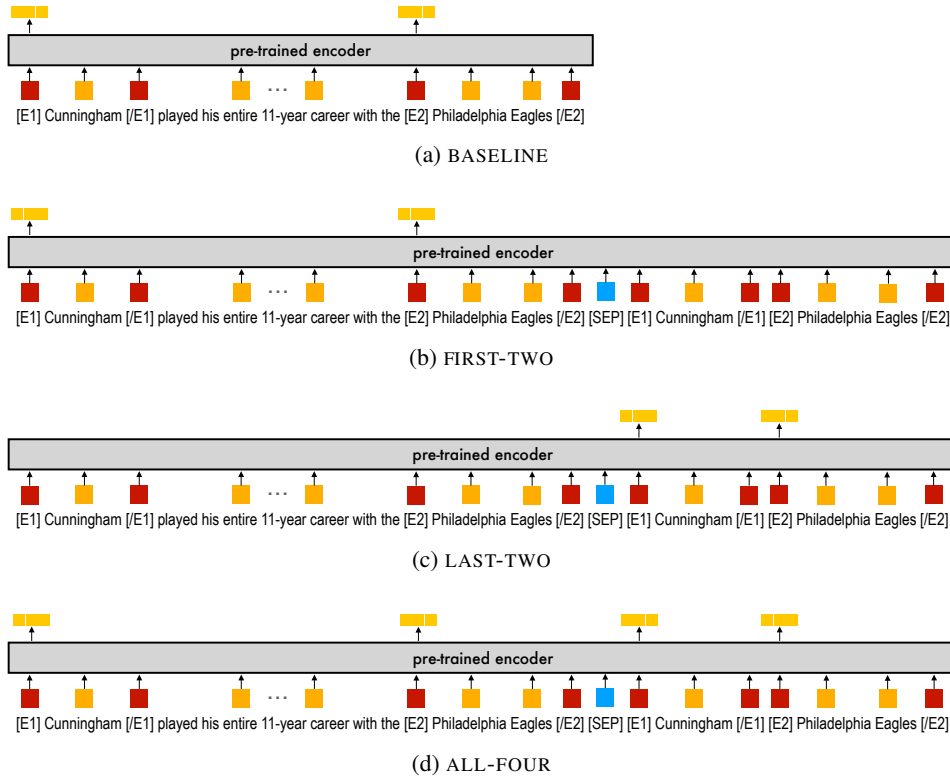 pre-trained encoder
...
[E1] Cunningham [/E1] played his entire 11-year career with the [E2] Philadelphia Eagles [/E2]
(a) BASELINE
pre-trained encoder
...
[E1] Cunningham [/E1] played his entire 11-year career with the [E2] Philadelphia Eagles [/E2] [SEP] [E1] Cunningham [/E1] [E2] Philadelphia Eagles [/E2]
(b) FIRST-TWO
pre-trained encoder
...
[E1] Cunningham [/E1] played his entire 11-year career with the [E2] Philadelphia Eagles [/E2] [SEP] [E1] Cunningham [/E1] [E2] Philadelphia Eagles [/E2]
(c) LAST-TWO
pre-trained encoder
...
[E1] Cunningham [/E1] played his entire 11-year career with the [E2] Philadelphia Eagles [/E2] [SEP] [E1] Cunningham [/E1] [E2] Philadelphia Eagles [/E2]
(d) ALL-FOUR